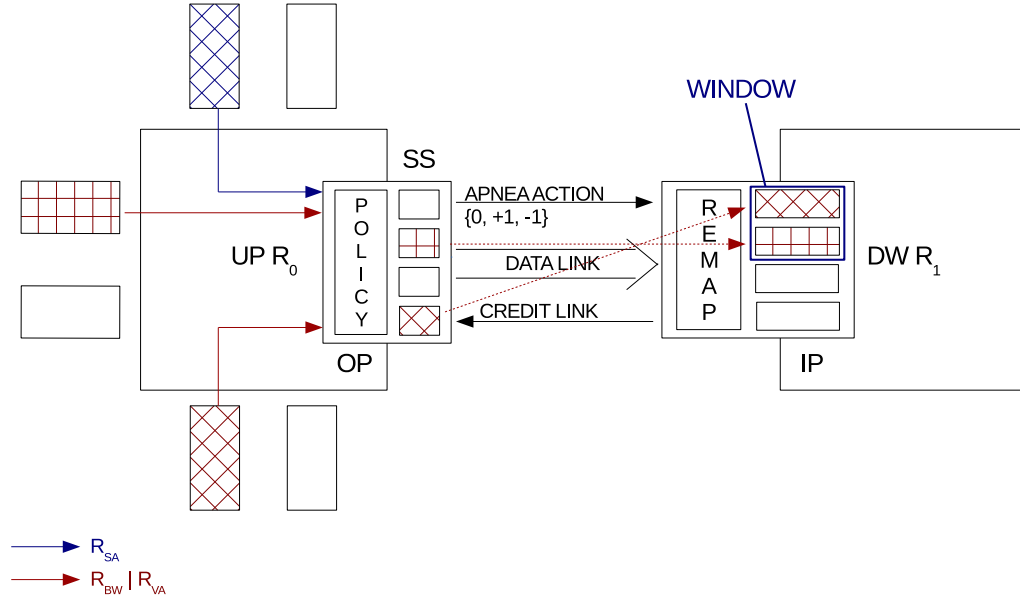 WINDOW
SS
APNEA ACTION
{0, +1, -1}
P
O
L
I
C
Y
R
E
M
A
P
UP R0
DATA LINK
DW R1
CREDIT LINK
OP
IP
RSA
RBW | RVA